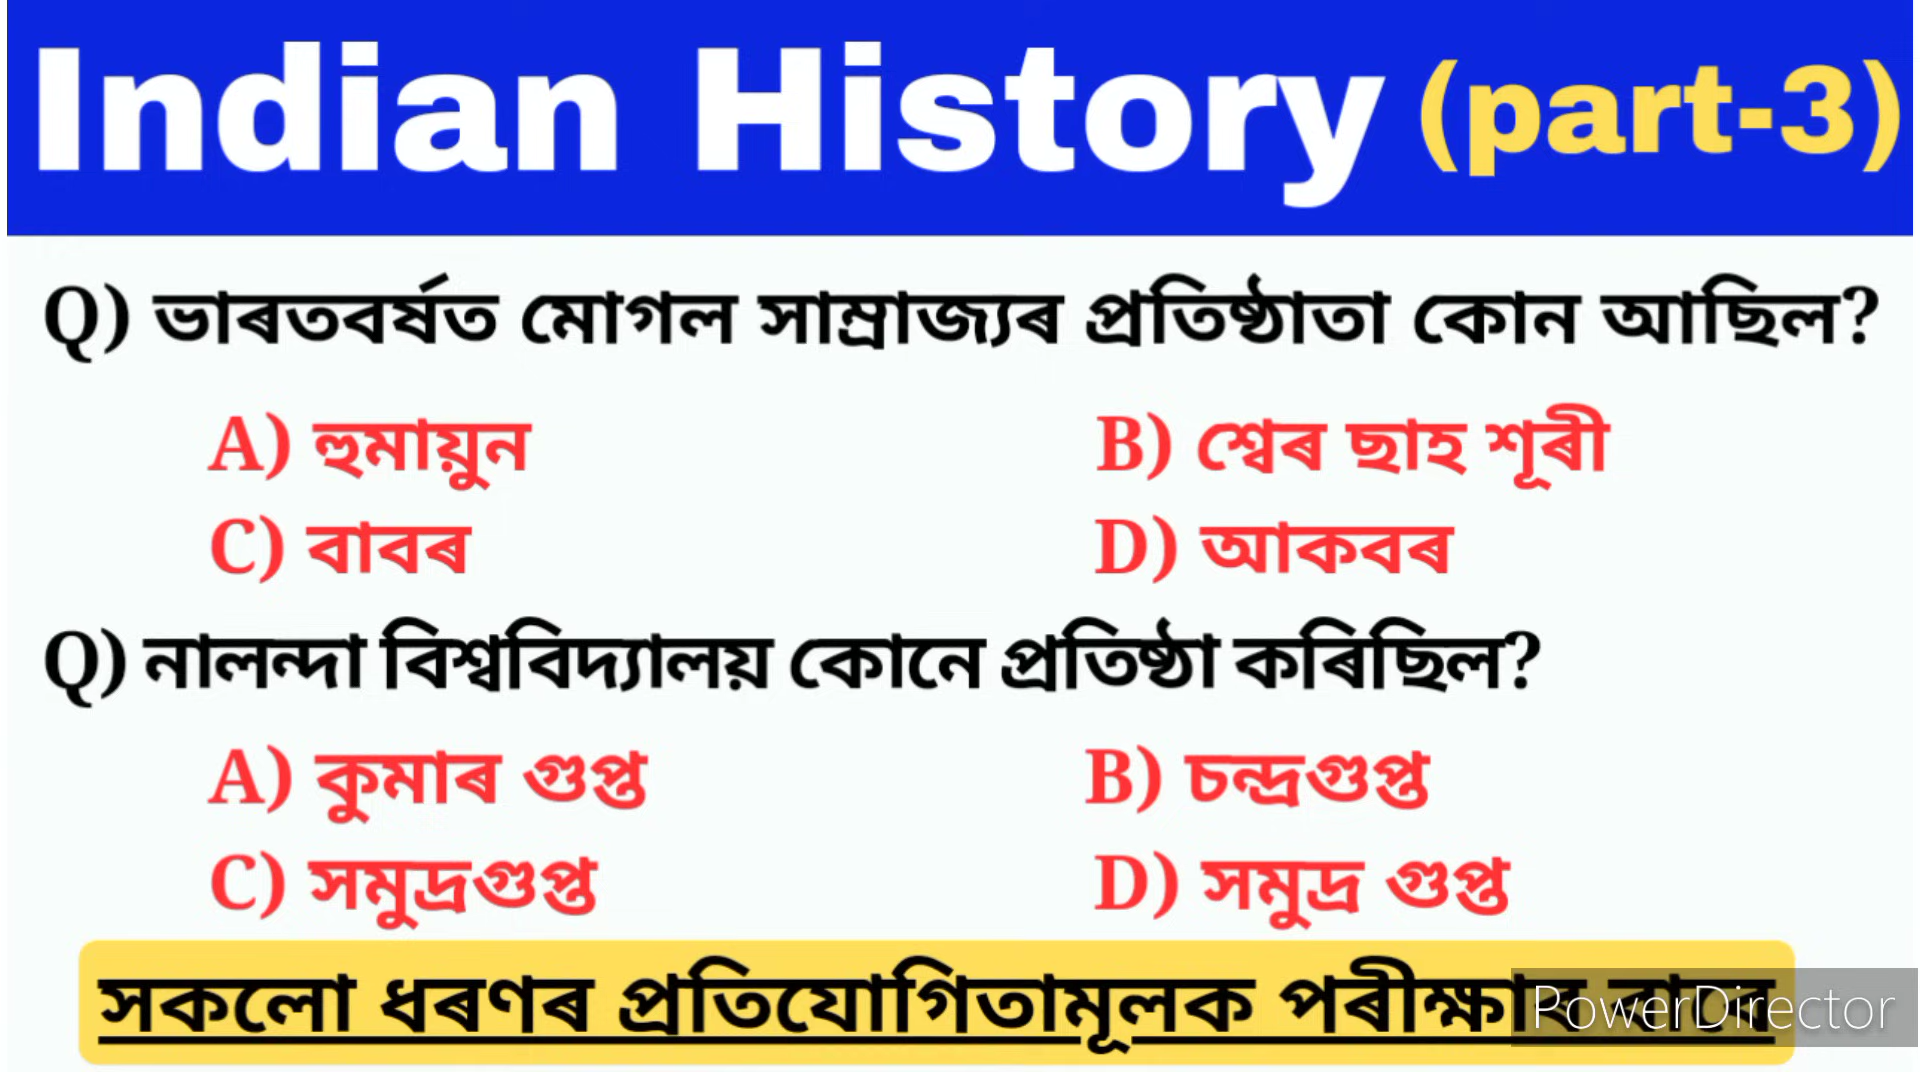 Indian History (part-3)
Q) ভাৰতবৰ্ষত মোগল সাম্ৰাজ্যৰ প্ৰতিষ্ঠাতা কোন আছিল?
A) হুমায়ুন B) শ্বেৰ ছাহ শূৰী
C) বাবৰ D) আকবৰ
Q) নালন্দা বিশ্ববিদ্যালয় কোনে প্ৰতিষ্ঠা কৰিছিল?
A) কুমাৰ গুপ্ত B) চন্দ্ৰগুপ্ত
C) সমুদ্ৰগুপ্ত D) সমুদ্ৰ গুপ্ত
সকলো ধৰণৰ প্ৰতিযোগিতামূলক পৰীক্ষাৰ বাবে
PowerDirector